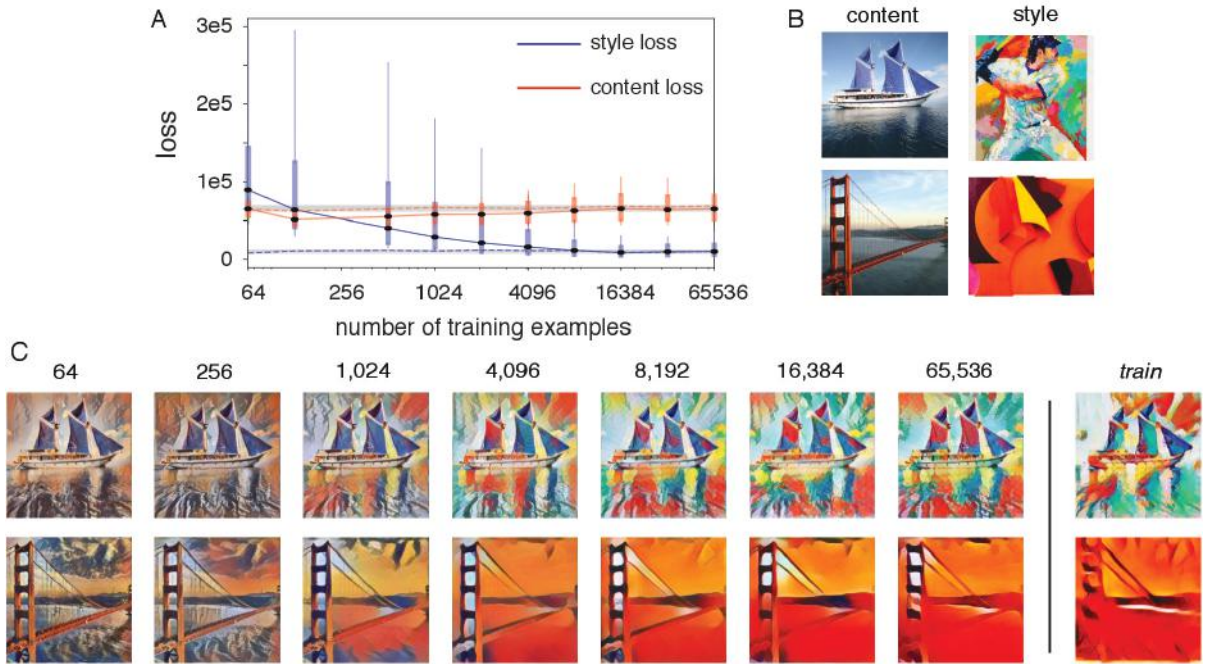 A
3e5
2e5
1e5
0
loss
style loss
content loss
64 256 1024 4096 16384 65536
number of training examples
B
content style
C
64 256 1,024 4,096 8,192 16,384 65,536 train